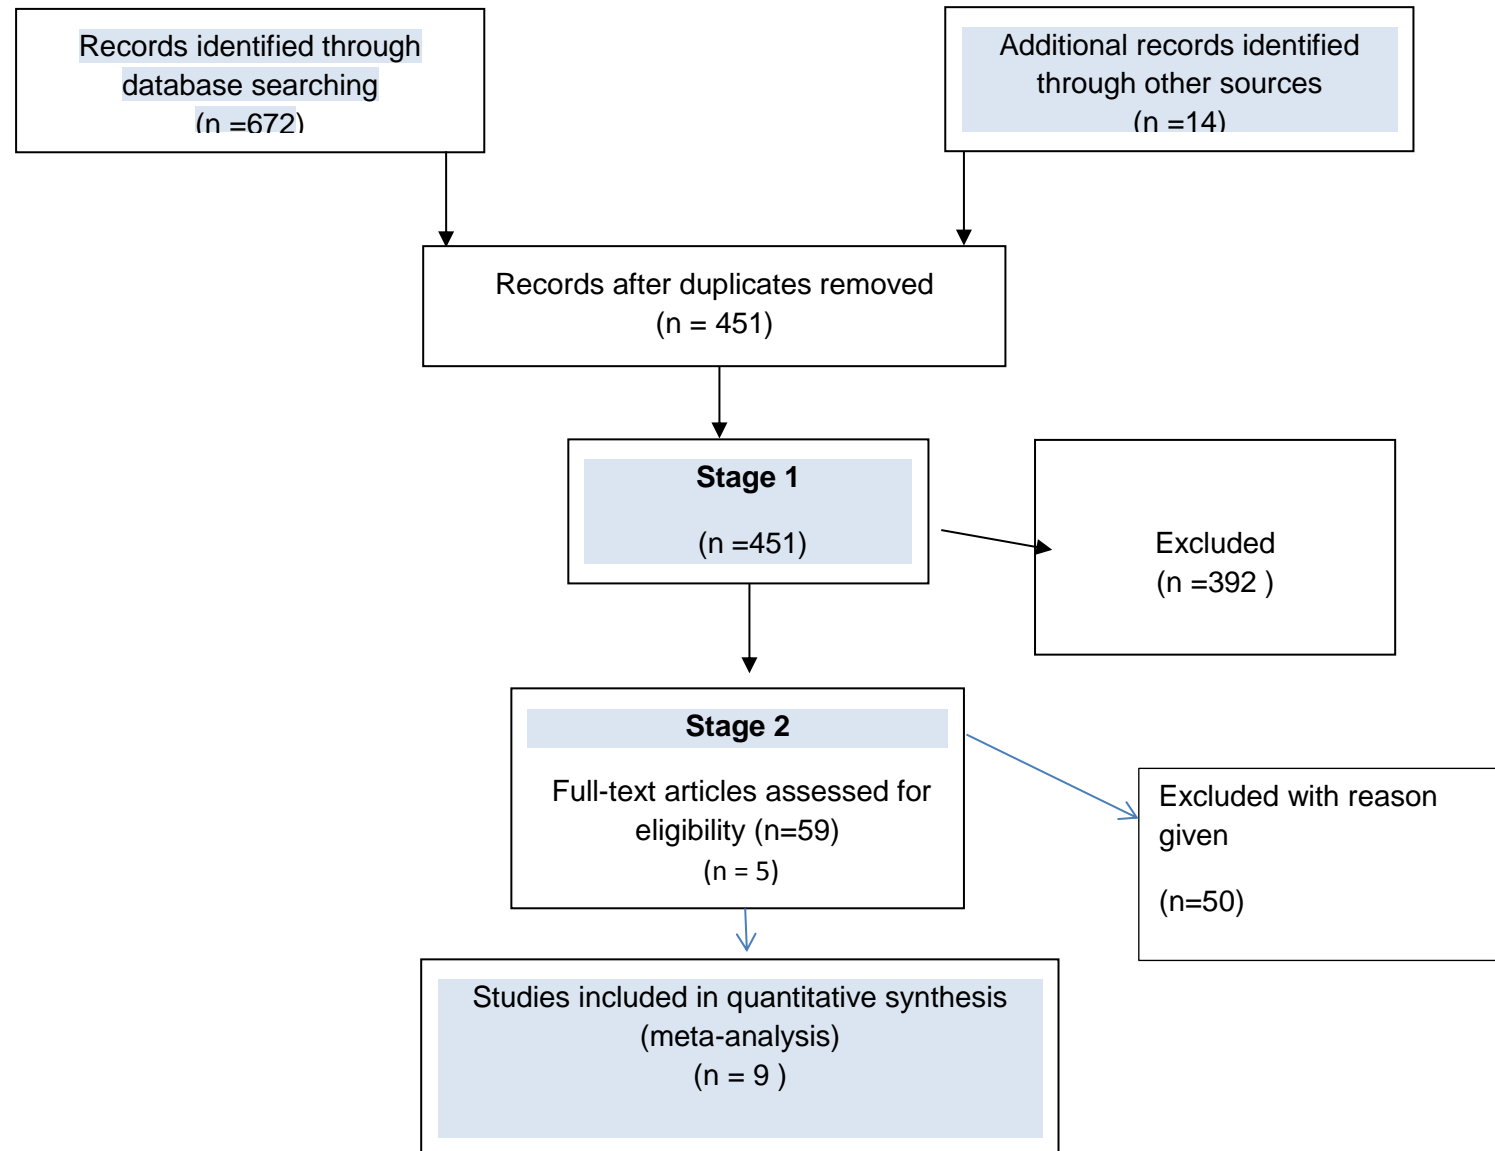 Records identified through
database searching
(n =672)
Additional records identified
through other sources
(n =14)
Records after duplicates removed
(n = 451)
Stage 1
(n =451)
Excluded
(n =392 )
Stage 2
Full-text articles assessed for
eligibility (n=59)
(n = 5)
Excluded with reason
given
(n=50)
Studies included in quantitative synthesis
(meta-analysis)
(n = 9 )